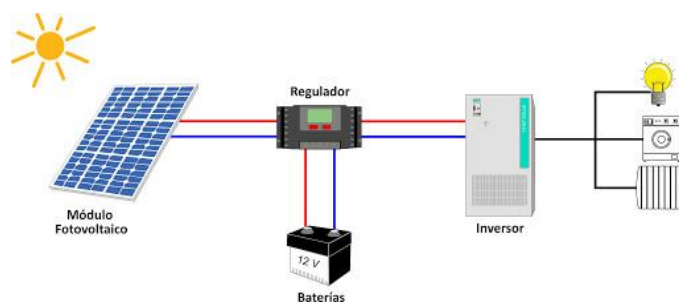 Regulador
Módulo
Fotovoltaico
Inversor
12 V
Baterías